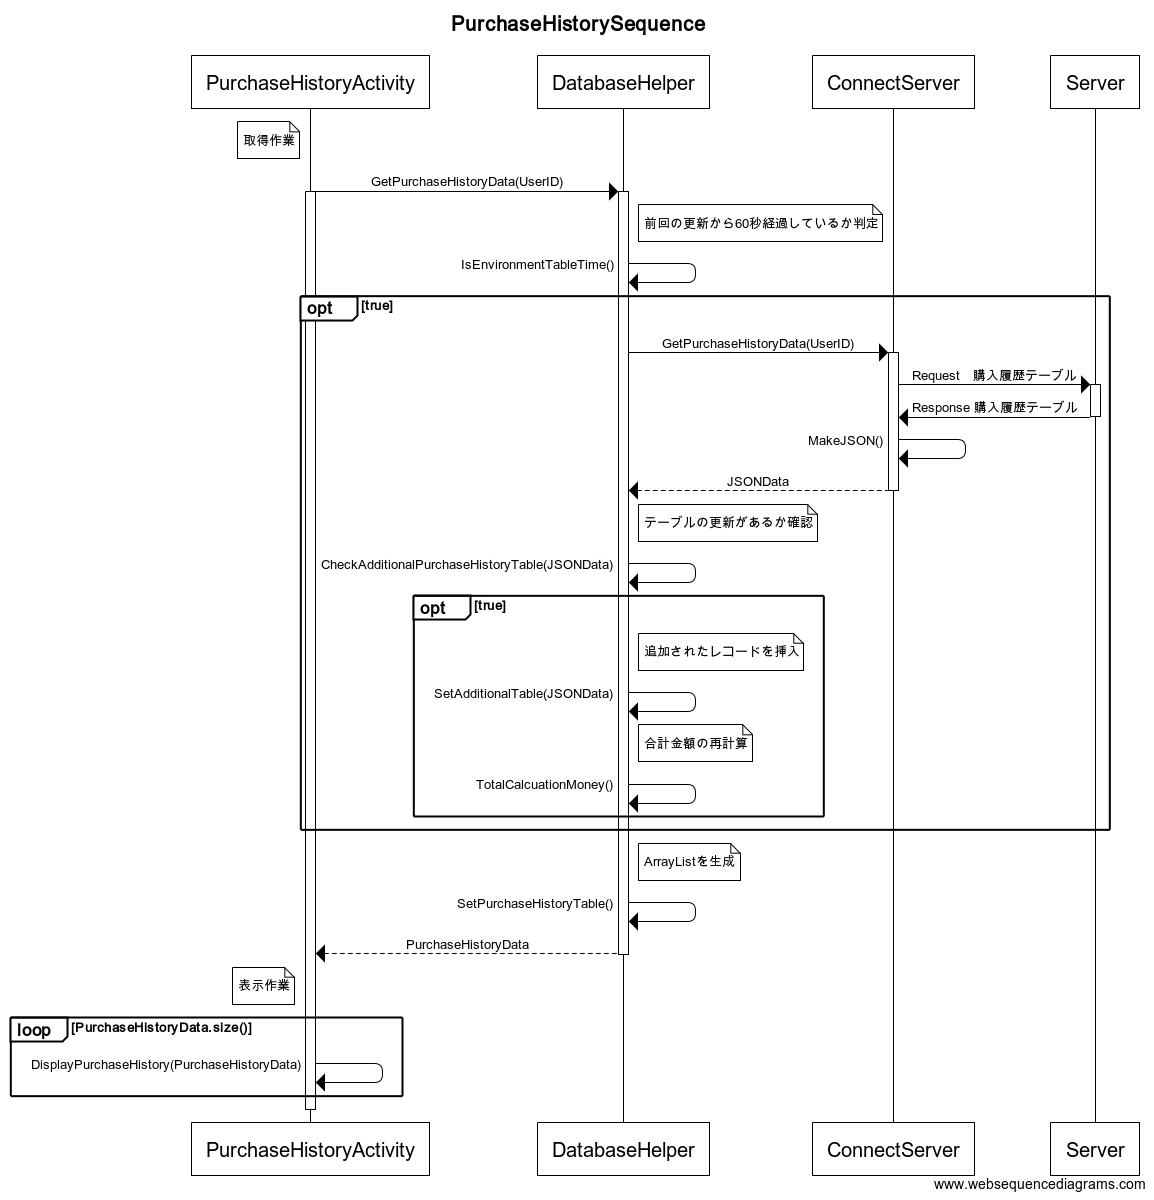 PurchaseHistorySequence
PurchaseHistoryActivity
DatabaseHelper
ConnectServer
Server
取得作業
GetPurchaseHistoryData(UserID)
前回の更新から60秒経過しているか判定
IsEnvironmentTableTime()
opt [true]
GetPurchaseHistoryData(UserID)
Request　購入履歴テーブル
Response 購入履歴テーブル
MakeJSON()
JSONData
テーブルの更新があるか確認
CheckAdditionalPurchaseHistoryTable(JSONData)
opt [true]
追加されたレコードを挿入
SetAdditionalTable(JSONData)
合計金額の再計算
TotalCalcuationMoney()
ArrayListを生成
SetPurchaseHistoryTable()
PurchaseHistoryData
表示作業
loop [PurchaseHistoryData.size()]
DisplayPurchaseHistory(PurchaseHistoryData)
PurchaseHistoryActivity
DatabaseHelper
ConnectServer
Server
www.websequencediagrams.com